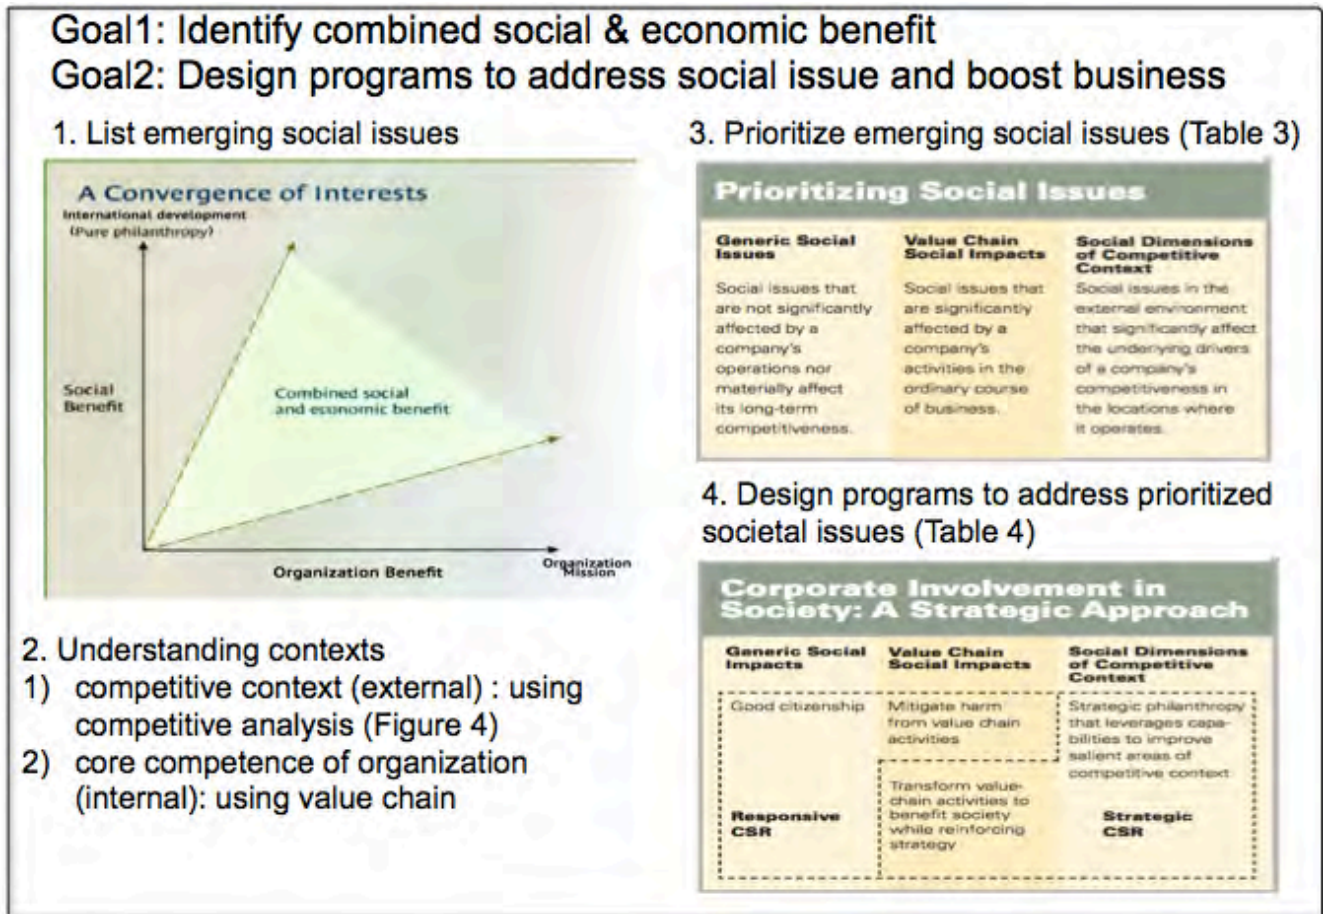 Goal1: Identify combined social & economic benefit
Goal2: Design programs to address social issue and boost business
1. List emerging social issues
A Convergence of Interests
International development
(Pure philanthropy)
Social
Benefit
Combined social
and economic benefit
Organization Benefit
Organization
Mission
2. Understanding contexts
1) competitive context (external) : using
competitive analysis (Figure 4)
2) core competence of organization
(internal): using value chain
3. Prioritize emerging social issues (Table 3)
Prioritizing Social Issues
Generic Social
Issues
Social issues that
are not significantly
affected by a
company's
operations nor
materially affect
its long-term
competitiveness.
Value Chain
Social Impacts
Social issues that
are significantly
affected by a
company's
activities in the
ordinary course
of business.
Social Dimensions
of Competitive
Context
Social issues in the
external environment
that significantly affect
the underlying drivers
of a company's
competitiveness in
the locations where
it operates.
4. Design programs to address prioritized
societal issues (Table 4)
Corporate Involvement in
Society: A Strategic Approach
Generic Social
Impacts
Good citizenship
Responsive
CSR
Value Chain
Social Impacts
Mitigate harm
from value chain
activities
Transform value-
chain activities to
benefit society
while reinforcing
strategy
Social Dimensions
of Competitive
Context
Strategic philanthropy
that leverages capa-
bilities to improve
salient areas of
competitive context
Strategic
CSR